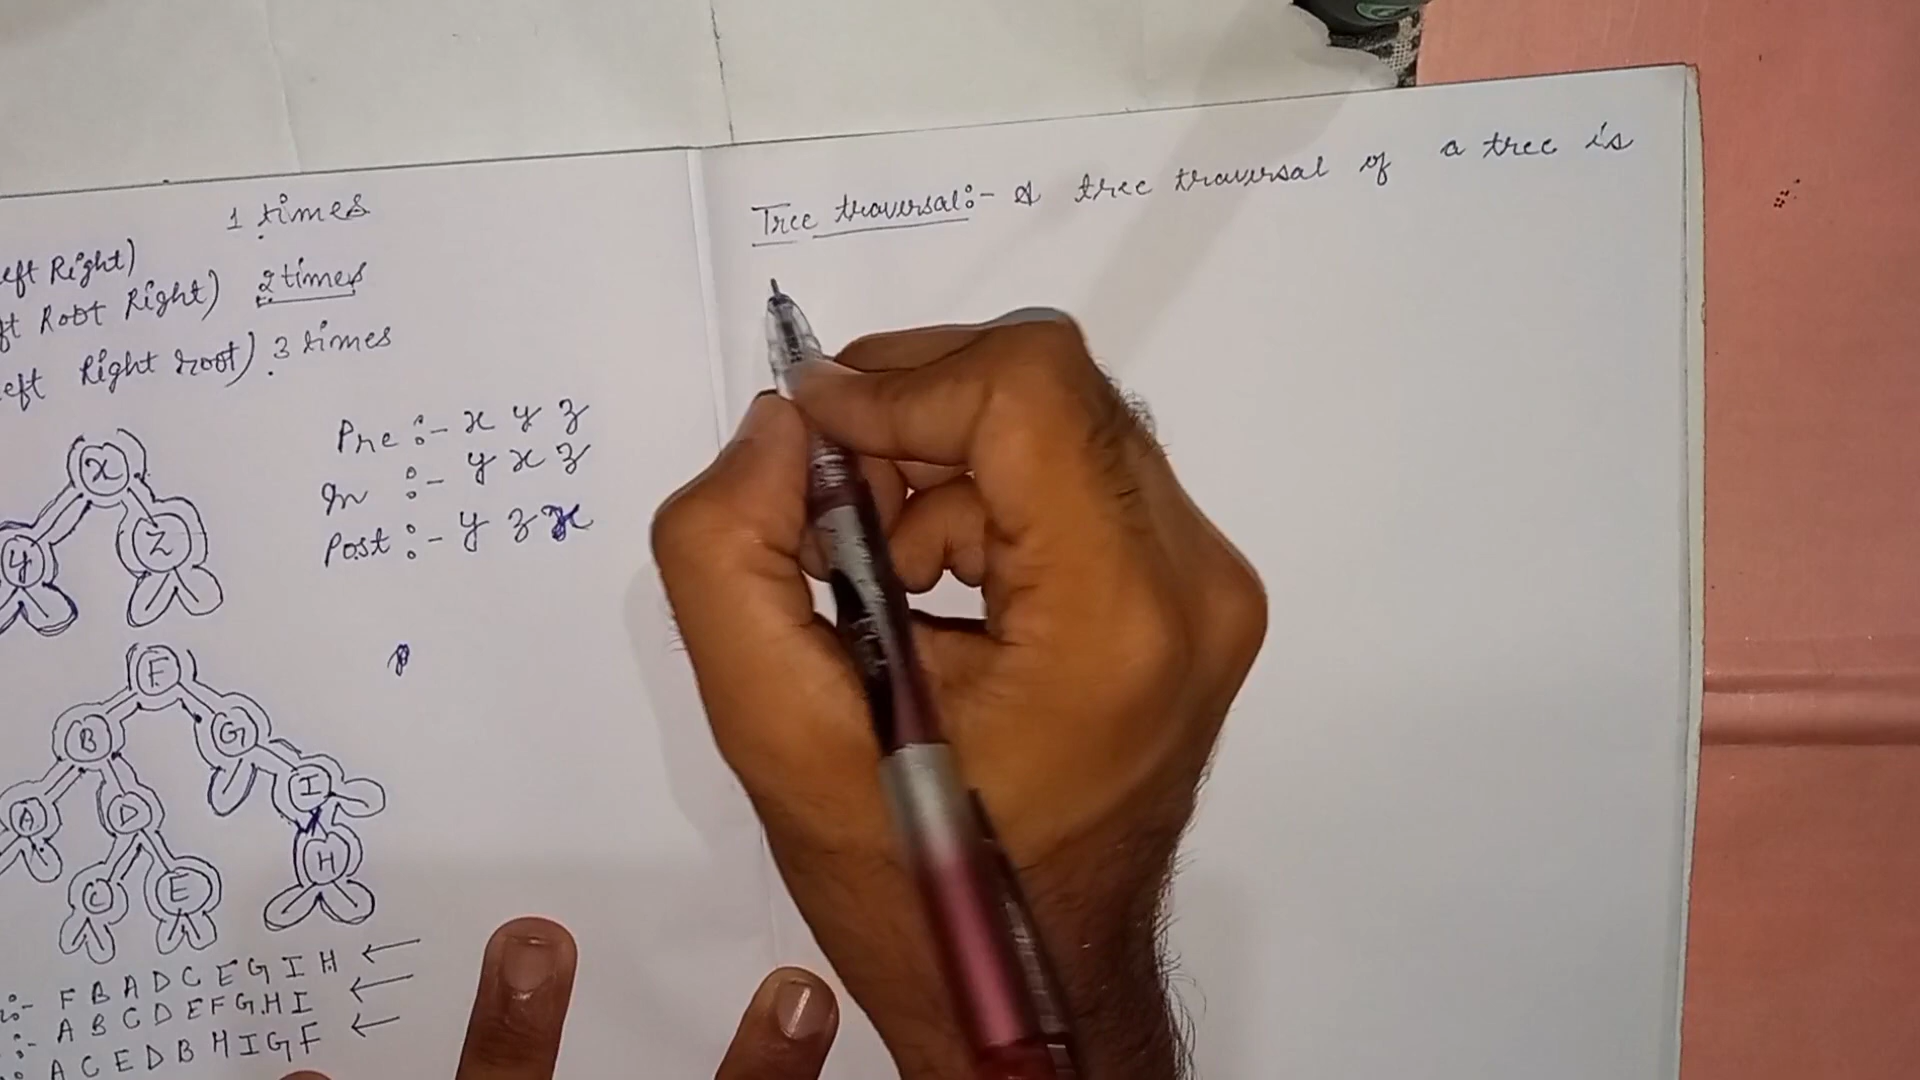 1 times
eft Right)
ft Root Right) 2 times
eft Right root) 3 times
Pre :- x y z
In :- y x z
Post :- y z x
X
Y Z
F
B G
A D I
C E H
:- F B A D C E G I H ←
:- A B C D E F G H I ←
A C E D B H I G F ←
Tree traversal:- A tree traversal of a tree is